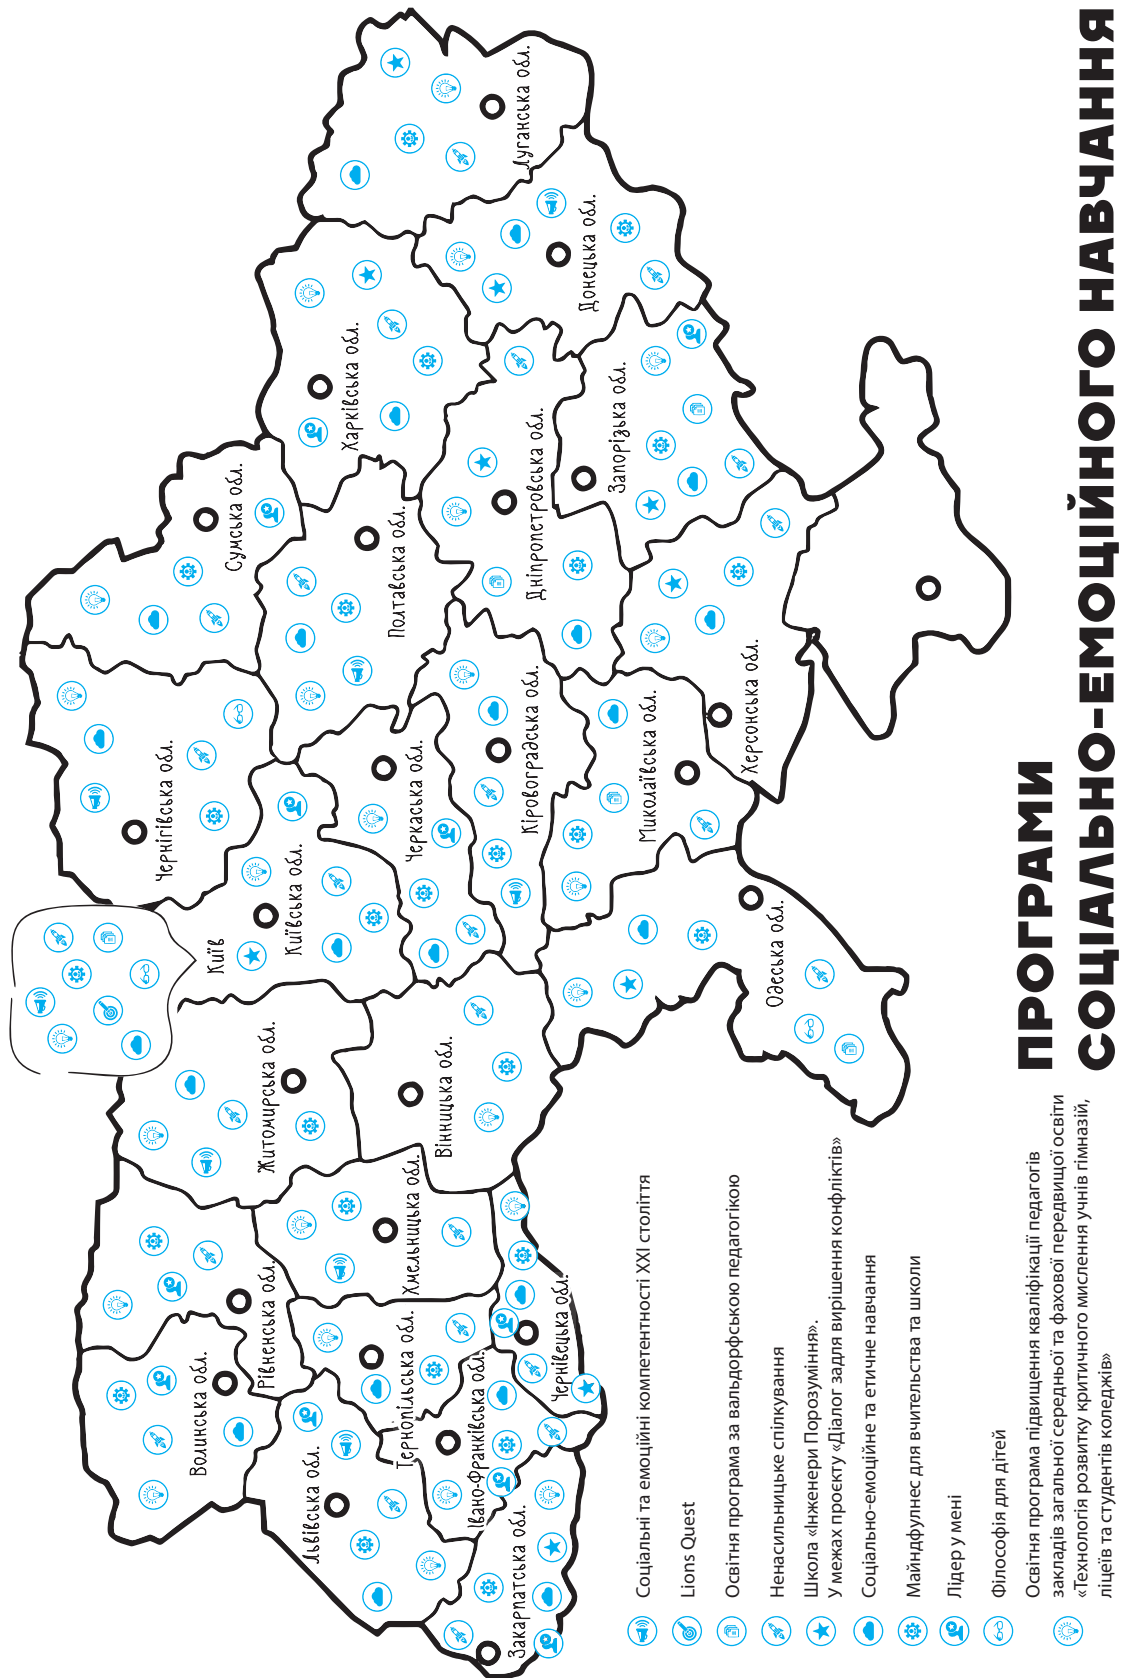 ПРОГРАМИ
СОЦІАЛЬНО-ЕМОЦІЙНОГО НАВЧАННЯ
Волинська обл.
Рівненська обл.
Житомирська обл.
Київ
Київська обл.
Чернігівська обл.
Сумська обл.
Львівська обл.
Тернопільська обл.
Хмельницька обл.
Вінницька обл.
Черкаська обл.
Полтавська обл.
Харківська обл.
Луганська обл.
Закарпатська обл.
Івано-Франківська обл.
Чернівецька обл.
Кіровоградська обл.
Дніпропетровська обл.
Донецька обл.
Одеська обл.
Миколаївська обл.
Херсонська обл.
Запорізька обл.
Соціальні та емоційні компетентності XXI століття
Lions Quest
Освітня програма за вальдорфською педагогікою
Ненасильницьке спілкування
Школа «Інженери Порозуміння».
У межах проєкту «Діалог задля вирішення конфліктів»
Соціально-емоційне та етичне навчання
Майндфулнес для вчительства та школи
Лідер у мені
Філософія для дітей
Освітня програма підвищення кваліфікації педагогів
закладів загальної середньої та фахової передвищої освіти
«Технологія розвитку критичного мислення учнів гімназій,
ліцеїв та студентів коледжів»